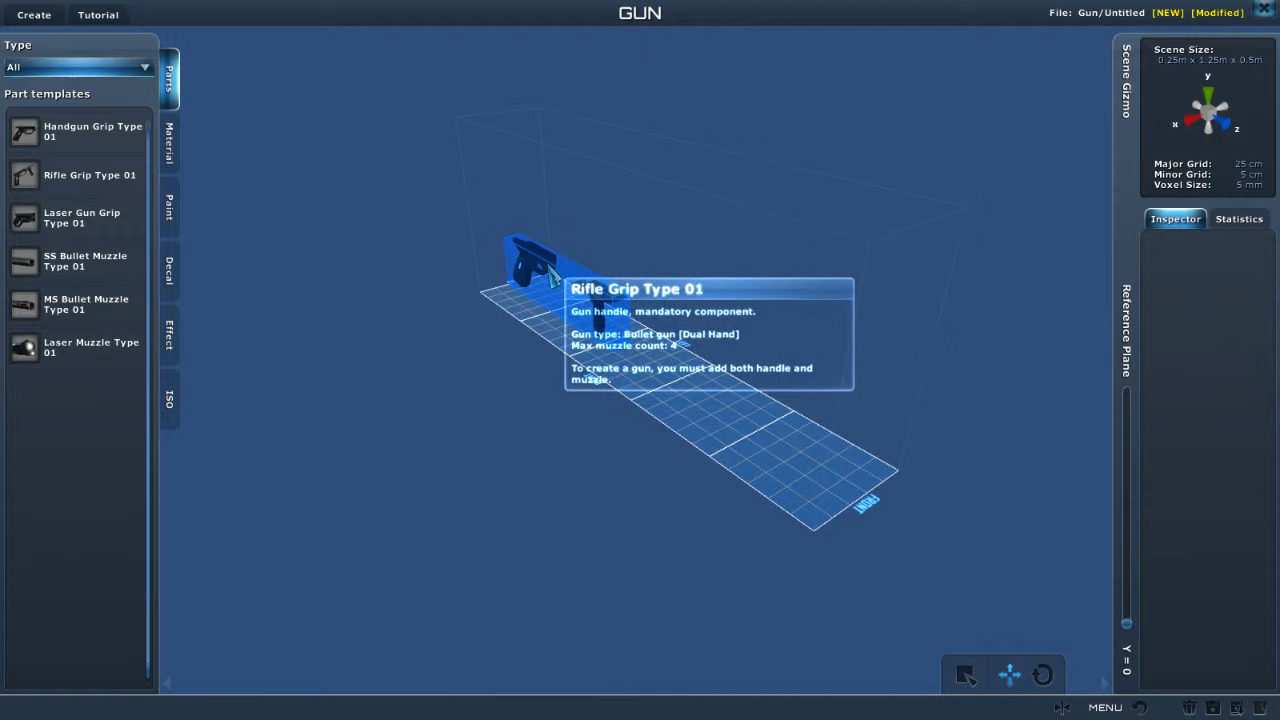 Create
Tutorial
GUN
File: Gun/Untitled [NEW] [Modified]
Type
All
Part templates
Handgun Grip Type
01
Rifle Grip Type 01
Laser Gun Grip
Type 01
SS Bullet Muzzle
Type 01
MS Bullet Muzzle
Type 01
Laser Muzzle Type
01
Parts
Material
Paint
Decal
Effect
ISO
Rifle Grip Type 01
Gun handle, mandatory component.
Gun type: Bullet gun [Dual Hand]
Max muzzle count: 4
To create a gun, you must add both handle and
muzzle.
FRONT
Scene Gizmo
Scene Size:
0.25m x 1.25m x 0.5m
y
x
z
Major Grid: 25 cm
Minor Grid: 5 cm
Voxel Size: 5 mm
Inspector
Statistics
Reference Plane
Y = 0
MENU